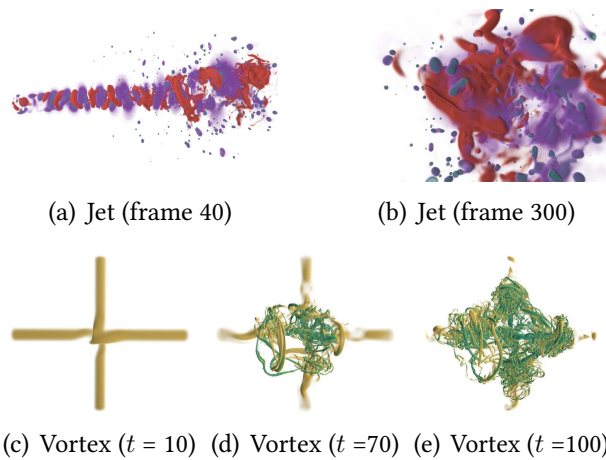 (a) Jet (frame 40)
(b) Jet (frame 300)
(c) Vortex (t = 10)
(d) Vortex (t =70)
(e) Vortex (t =100)